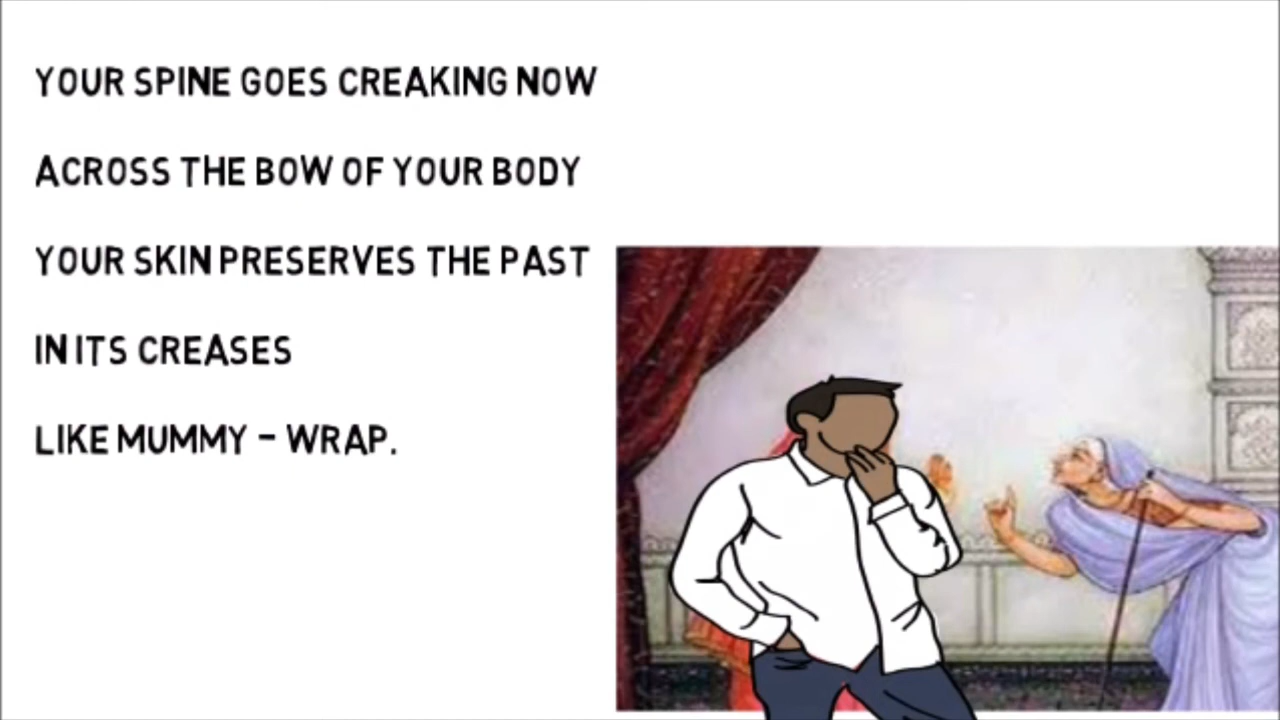 YOUR SPINE GOES CREAKING NOW
ACROSS THE BOW OF YOUR BODY
YOUR SKIN PRESERVES THE PAST
IN ITS CREASES
LIKE MUMMY - WRAP.